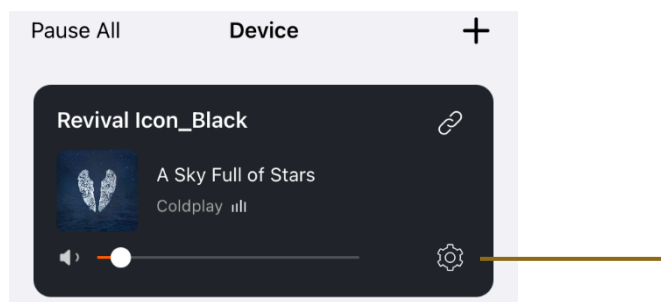 Pause All Device +
Revival Icon_Black
A Sky Full of Stars
Coldplay